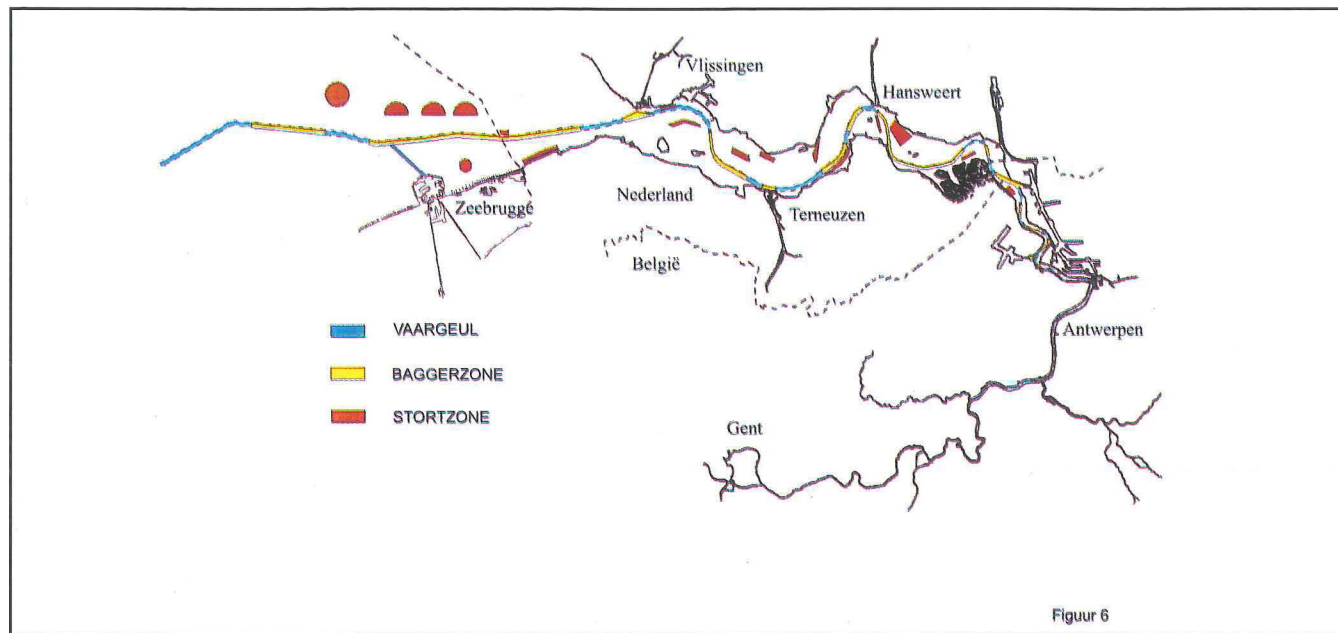 Vlissingen
Hansweert
Zeebrugge
Nederland
Terneuzen
België
VAARGEUL
Antwerpen
BAGGERZONE
STORTZONE
Gent
Figuur 6